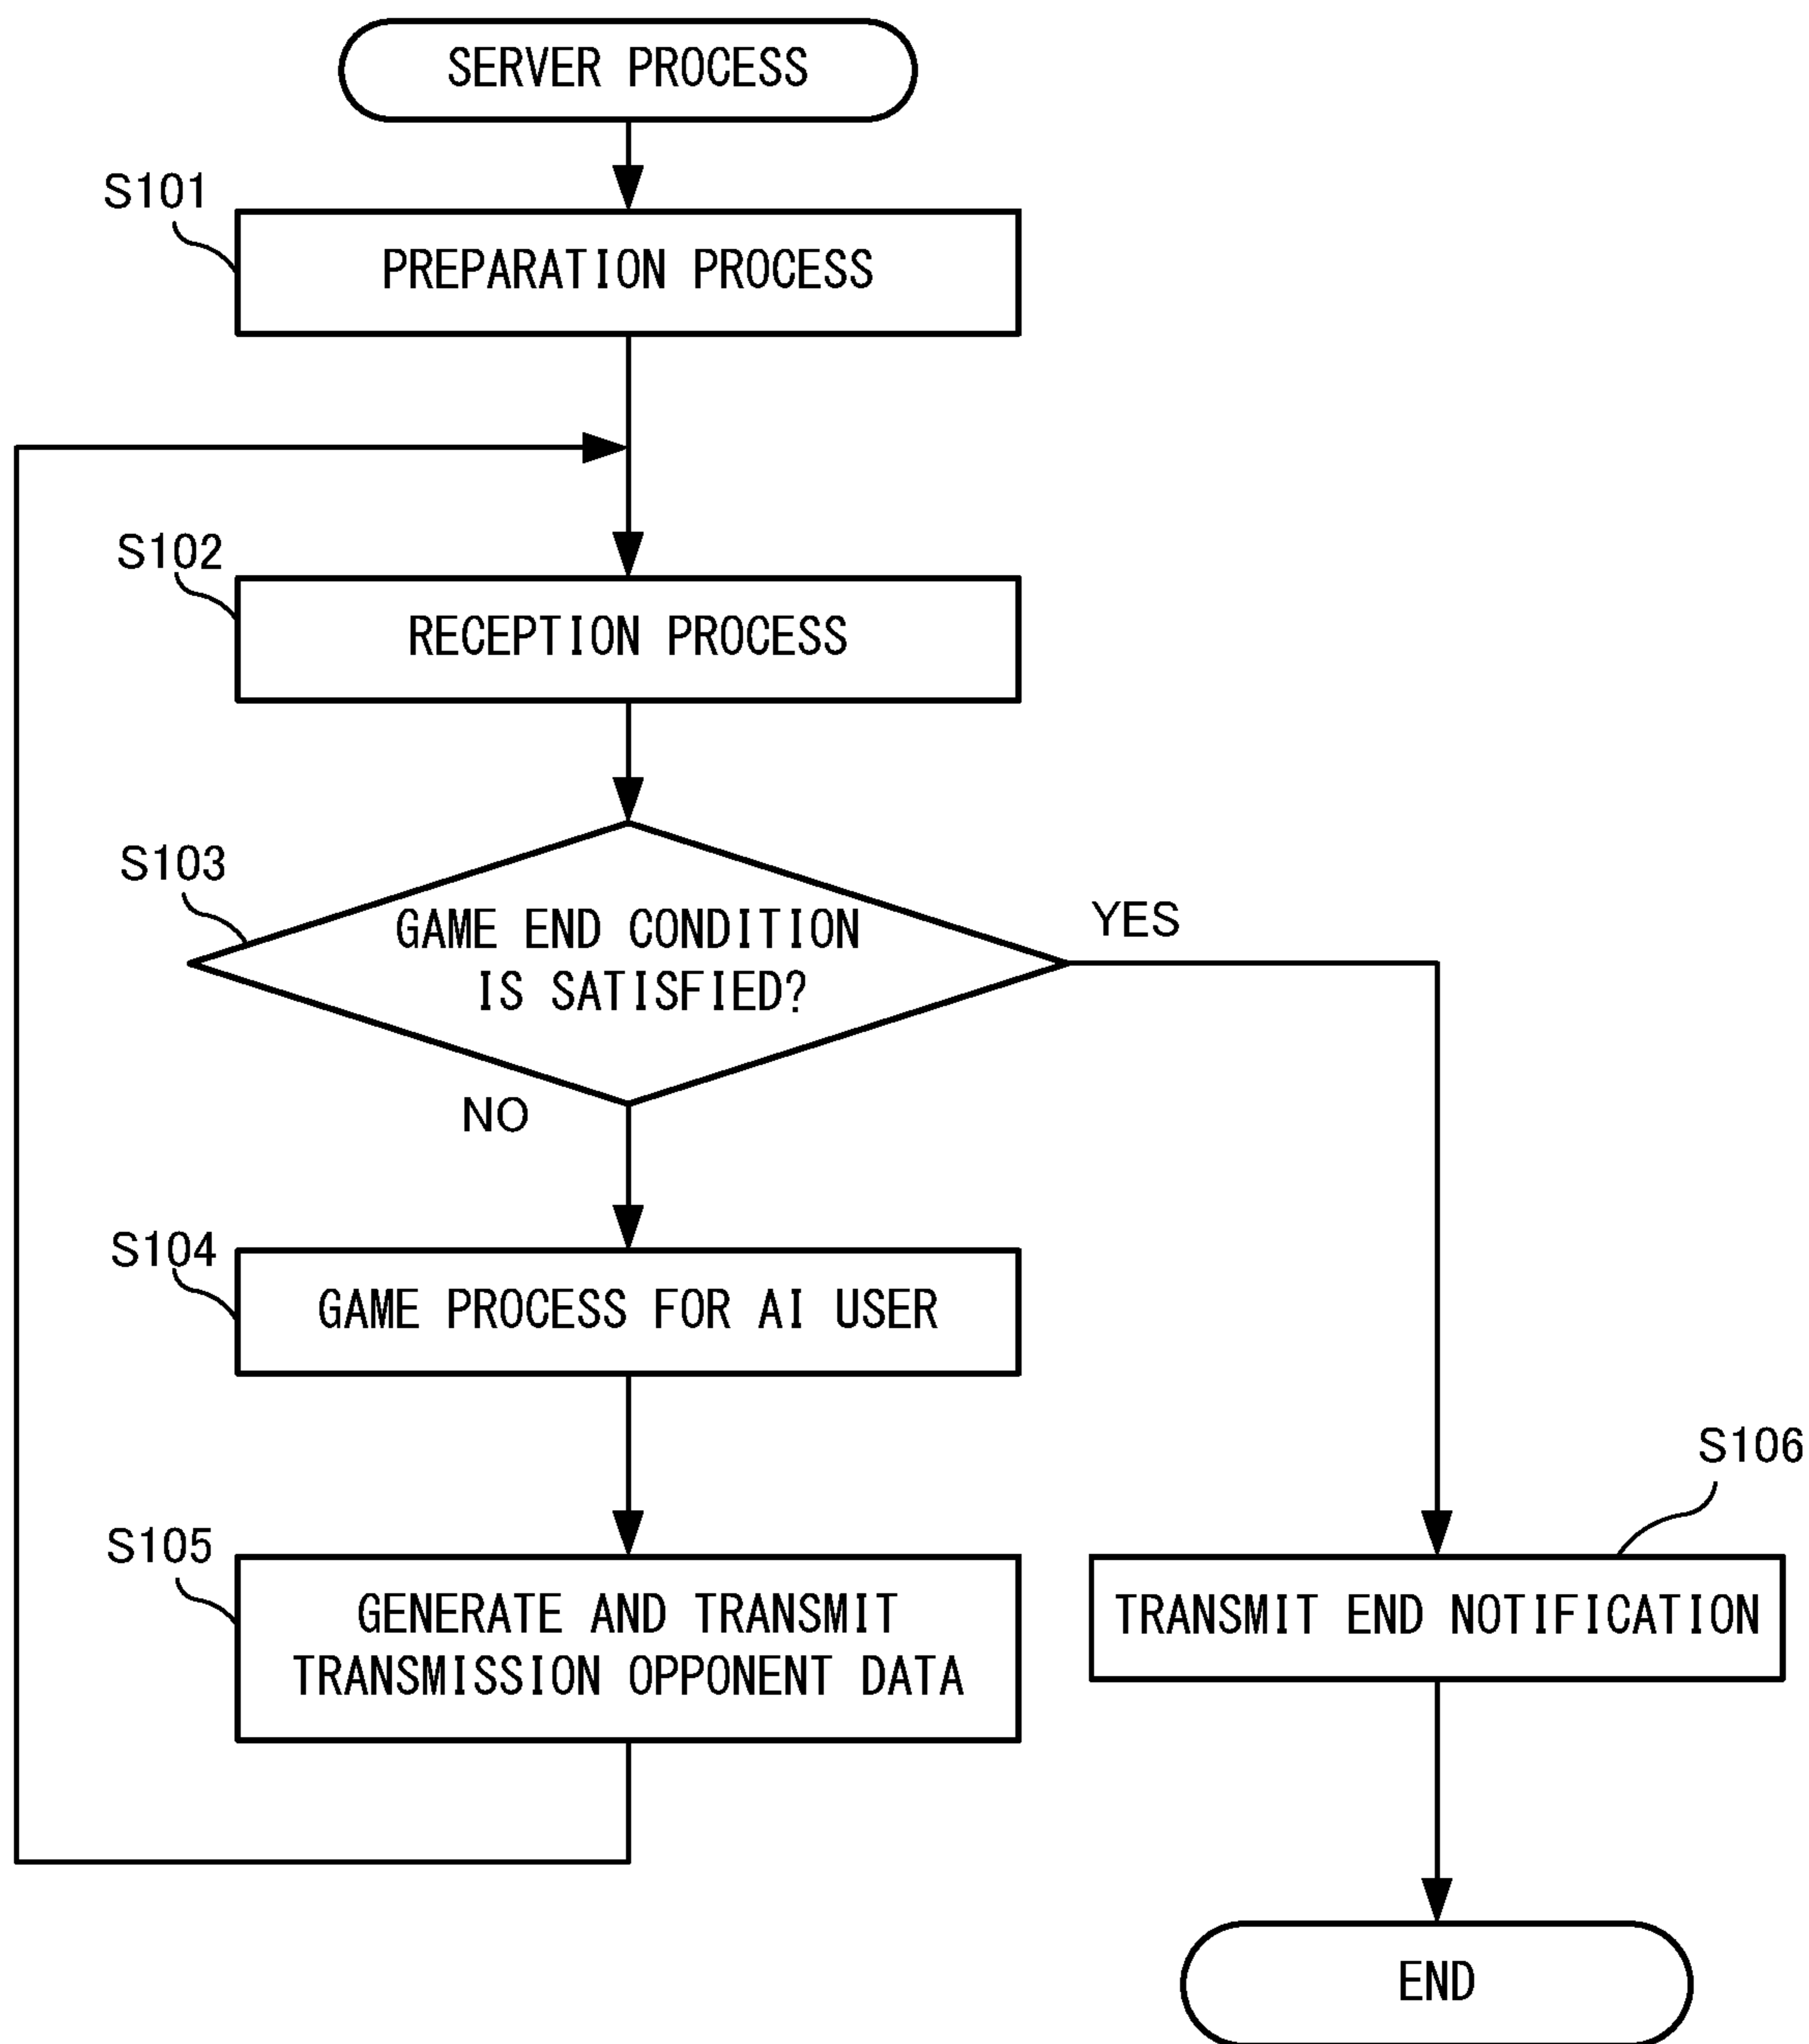 SERVER PROCESS
S101
PREPARATION PROCESS
S102
RECEPTION PROCESS
S103
GAME END CONDITION
IS SATISFIED?
YES
NO
S104
GAME PROCESS FOR AI USER
S105
GENERATE AND TRANSMIT
TRANSMISSION OPPONENT DATA
S106
TRANSMIT END NOTIFICATION
END